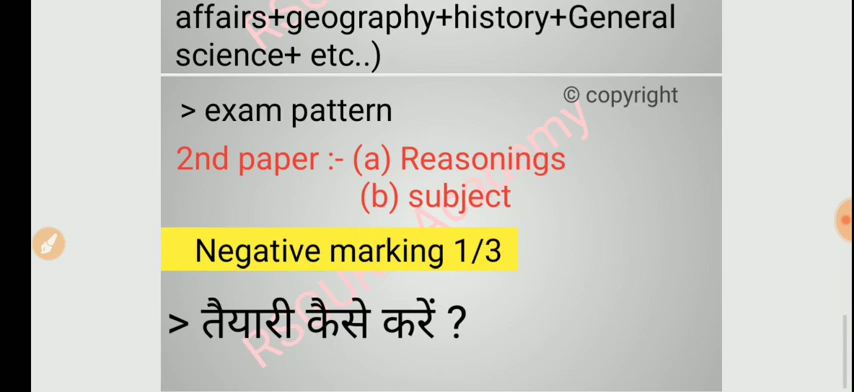 affairs+geography+history+General
science+ etc..)
© copyright
> exam pattern
2nd paper :- (a) Reasonings
(b) subject
Negative marking 1/3
> तैयारी कैसे करें ?